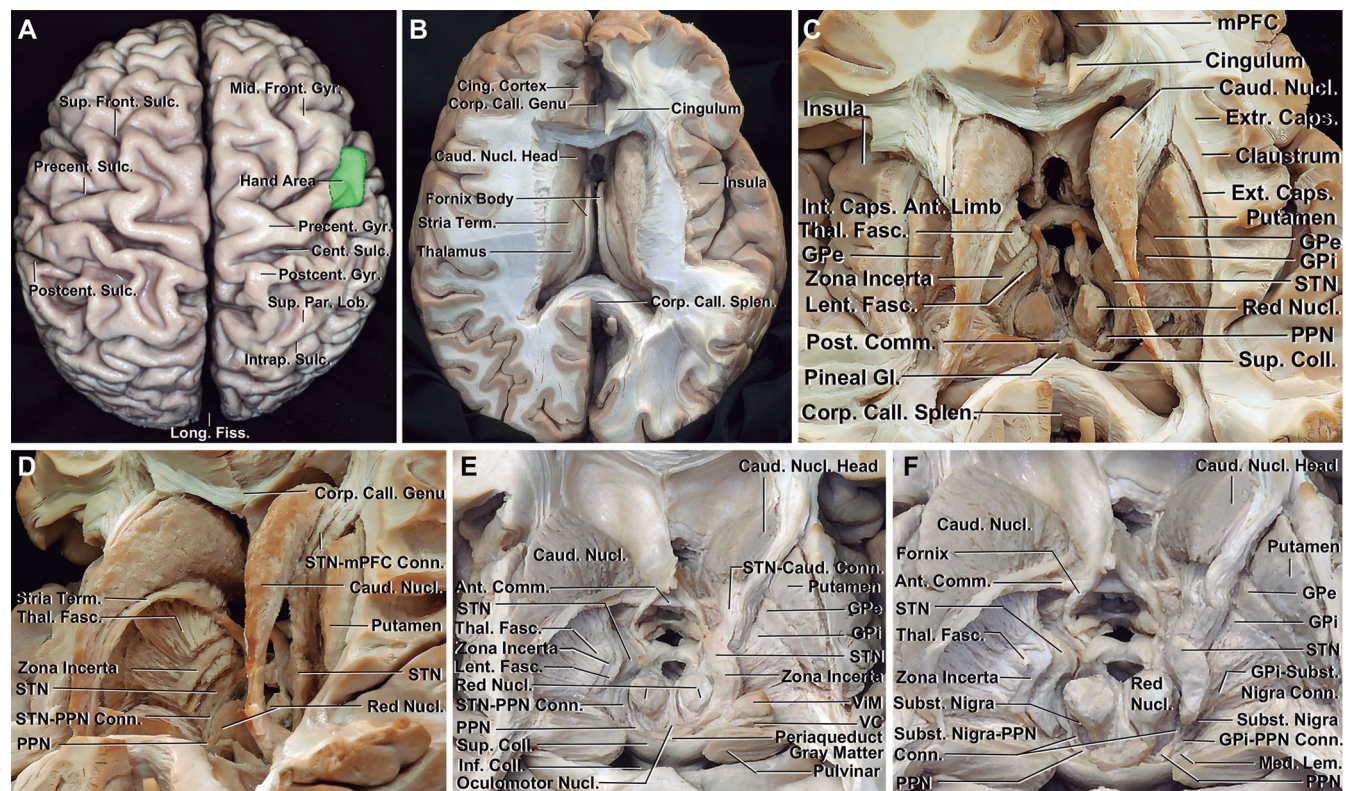 A
Sup. Front. Sulc.
Mid. Front. Gyr.
Precent. Sulc.
Hand Area
Precent. Gyr.
Cent. Sulc.
Postcent. Gyr.
Postcent. Sulc.
Sup. Par. Lob.
Intrap. Sulc.
Long. Fiss.
B
Cing. Cortex
Corp. Call. Genu
Cingulum
Caud. Nucl. Head
Insula
Fornix Body
Stria Term.
Thalamus
Corp. Call. Splen.
C
mPFC
Cingulum
Caud. Nucl.
Insula
Extr. Caps.
Claustrum
Ext. Caps.
Int. Caps. Ant. Limb
Putamen
Thal. Fasc.
GPe
GPe
GPi
Zona Incerta
STN
Lent. Fasc.
Red Nucl.
Post. Comm.
PPN
Sup. Coll.
Pineal Gl.
Corp. Call. Splen.
D
Corp. Call. Genu
STN-mPFC Conn.
Caud. Nucl.
Stria Term.
Thal. Fasc.
Putamen
Zona Incerta
STN
STN
STN-PPN Conn.
Red Nucl.
PPN
E
Caud. Nucl. Head
Caud. Nucl.
STN-Caud. Conn.
Ant. Comm.
Putamen
STN
GPe
Thal. Fasc.
GPi
Zona Incerta
STN
Lent. Fasc.
Zona Incerta
Red Nucl.
STN-PPN Conn.
ViM
PPN
VC
Periaqueduct
Gray Matter
Sup. Coll.
Inf. Coll.
Pulvinar
Oculomotor Nucl.
F
Caud. Nucl. Head
Caud. Nucl.
Putamen
Fornix
Ant. Comm.
GPe
STN
GPi
Thal. Fasc.
STN
Zona Incerta
GPi-Subst.
Nigra Conn.
Red
Nucl.
Subst. Nigra
Subst. Nigra
Subst. Nigra-PPN
Conn.
GPi-PPN Conn.
Med. Lem.
PPN
PPN